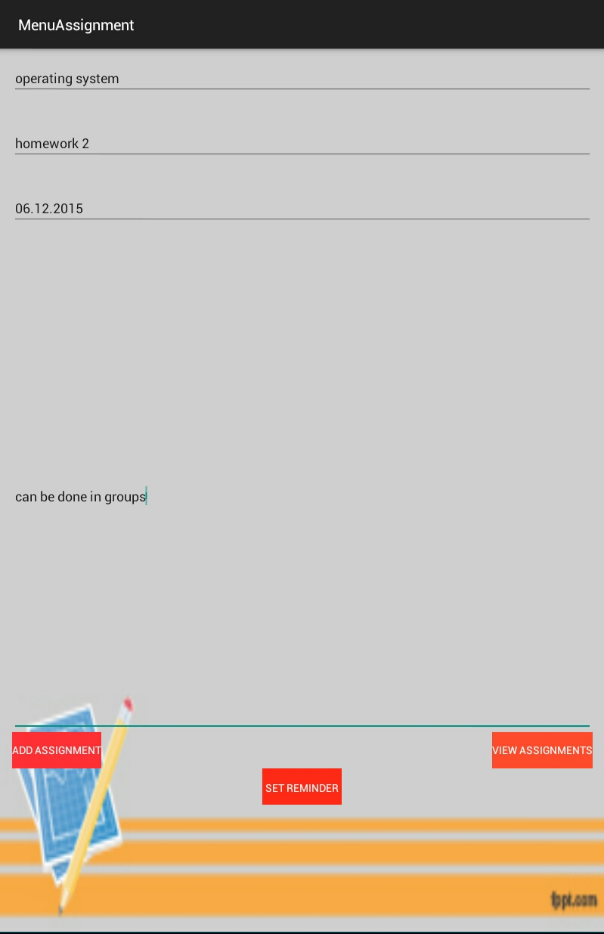 MenuAssignment
operating system
homework 2
06.12.2015
can be done in groups
ADD ASSIGNMENT
VIEW ASSIGNMENTS
SET REMINDER
fppt.com